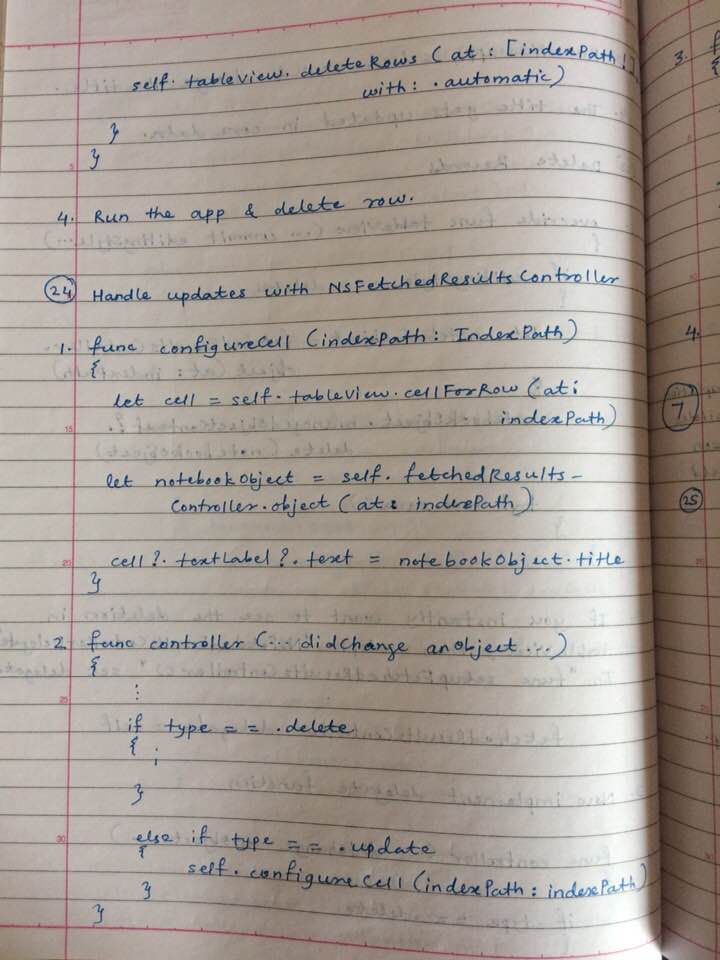 self.tableView.deleteRows (at: [indexPath!],
with: .automatic)
}
}
4. Run the app & delete row.
24 Handle updates with NSFetchedResultsController
1. func configureCell (indexPath: IndexPath)
{
let cell = self.tableView.cellForRow (at:
indexPath)
let notebookObject = self.fetchedResults-
Controller.object (at: indexPath)
cell?.textLabel?.text = notebookObject.title
}
2. func controller (... didChange anObject ...)
{
⋮
if type == .delete
{
⋮
}
else if type == .update
{
self.configureCell (indexPath: indexPath)
}
}
3.
{
4.
7
25